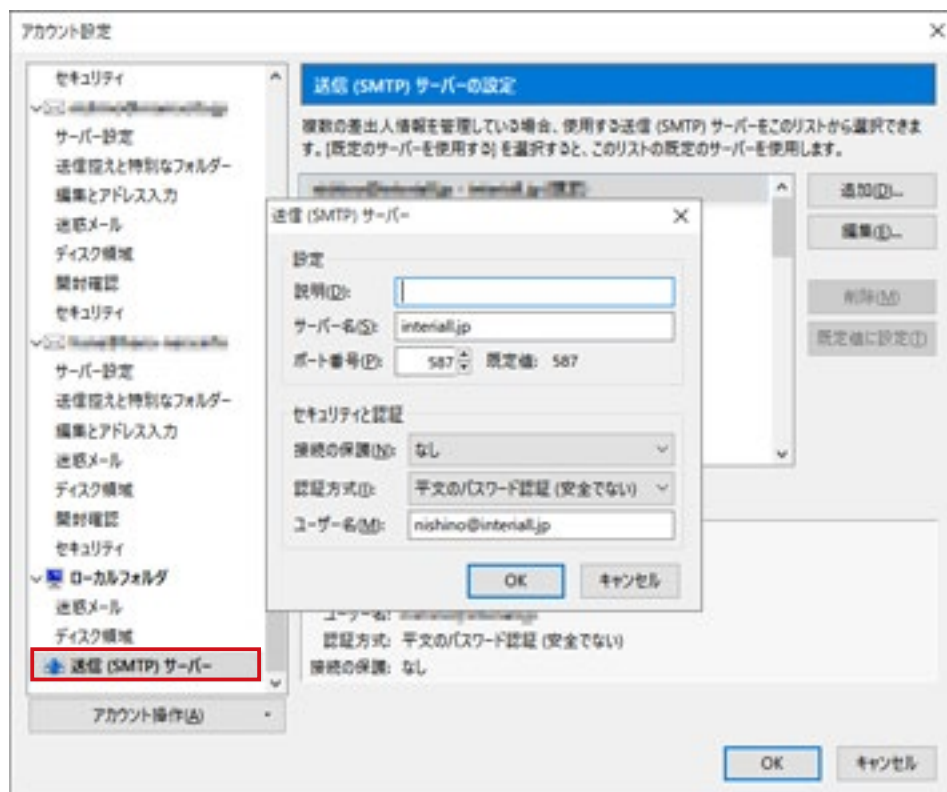 アカウント設定
セキュリティ
サーバー設定
送信控えと特別なフォルダー
編集とアドレス入力
迷惑メール
ディスク領域
開封確認
セキュリティ
サーバー設定
送信控えと特別なフォルダー
編集とアドレス入力
迷惑メール
ディスク領域
開封確認
セキュリティ
ローカルフォルダ
迷惑メール
ディスク領域
送信 (SMTP) サーバー
アカウント操作(A)
送信 (SMTP) サーバーの設定
複数の差出人情報を管理している場合、使用する送信 (SMTP) サーバーをこのリストから選択できま
す。[既定のサーバーを使用する] を選択すると、このリストの既定のサーバーを使用します。
追加(D)...
編集(E)...
削除(M)
既定値に設定(T)
送信 (SMTP) サーバー
設定
説明(D):
サーバー名(S): interiall.jp
ポート番号(P): 587 既定値: 587
セキュリティと認証
接続の保護(N): なし
認証方式(I): 平文のパスワード認証 (安全でない)
ユーザー名(M): nishino@interiall.jp
OK キャンセル
ユーザー名:
認証方式: 平文のパスワード認証 (安全でない)
接続の保護: なし
OK キャンセル